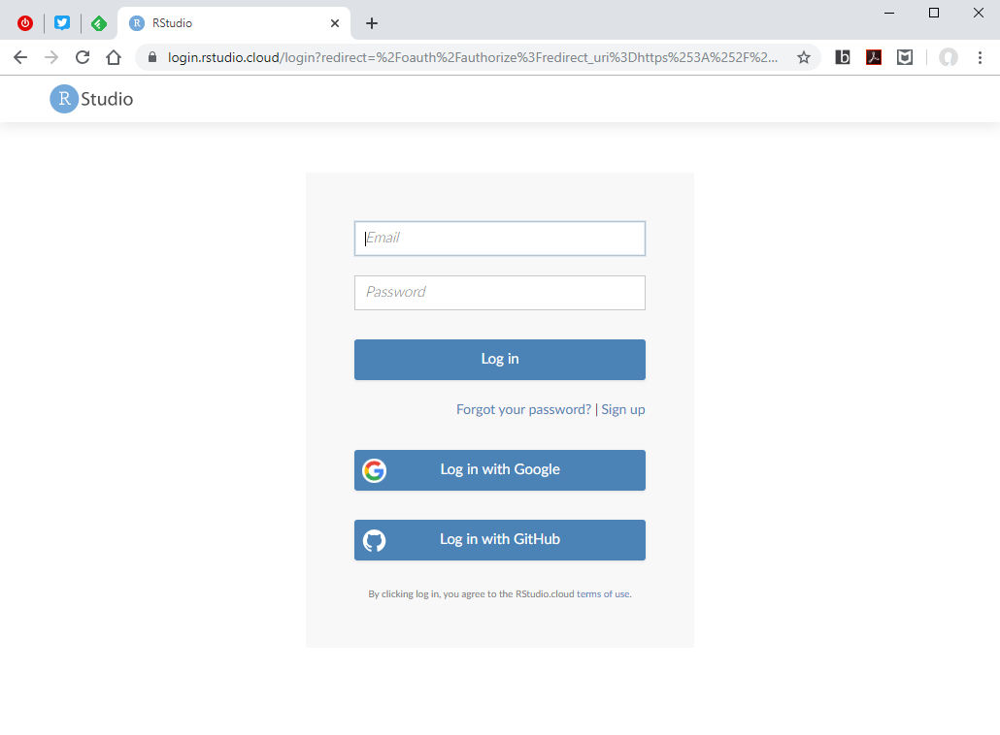 RStudio
login.rstudio.cloud/login?redirect=%2Foauth%2Fauthorize%3Fredirect_uri%3Dhttps%253A%252F%2...
R Studio
Email
Password
Log in
Forgot your password? | Sign up
Log in with Google
Log in with GitHub
By clicking log in, you agree to the RStudio.cloud terms of use.